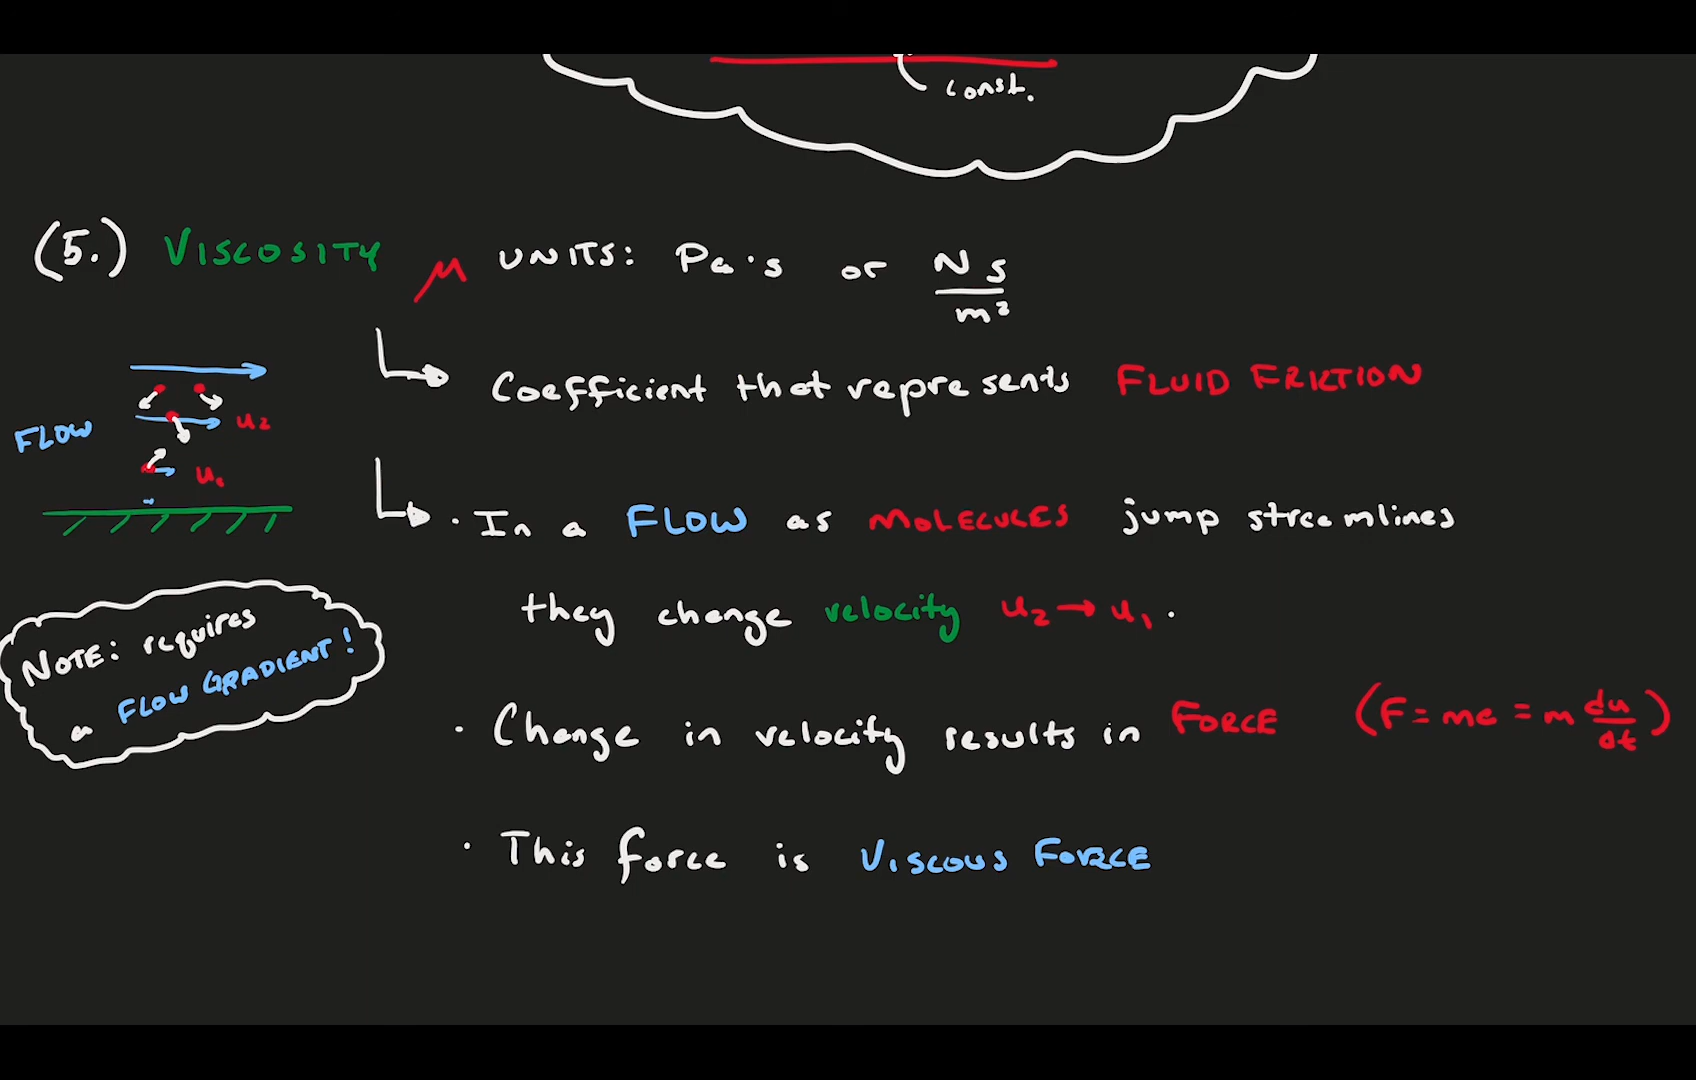 const.
(5.) VISCOSITY μ UNITS: Pa·s or N s / m²
Coefficient that represents FLUID FRICTION
FLOW
u₂
u₁
· In a FLOW as MOLECULES jump streamlines
they change velocity u₂ → u₁.
NOTE: requires
a FLOW GRADIENT!
· Change in velocity results in FORCE (F = ma = m du/dt)
· This force is VISCOUS FORCE